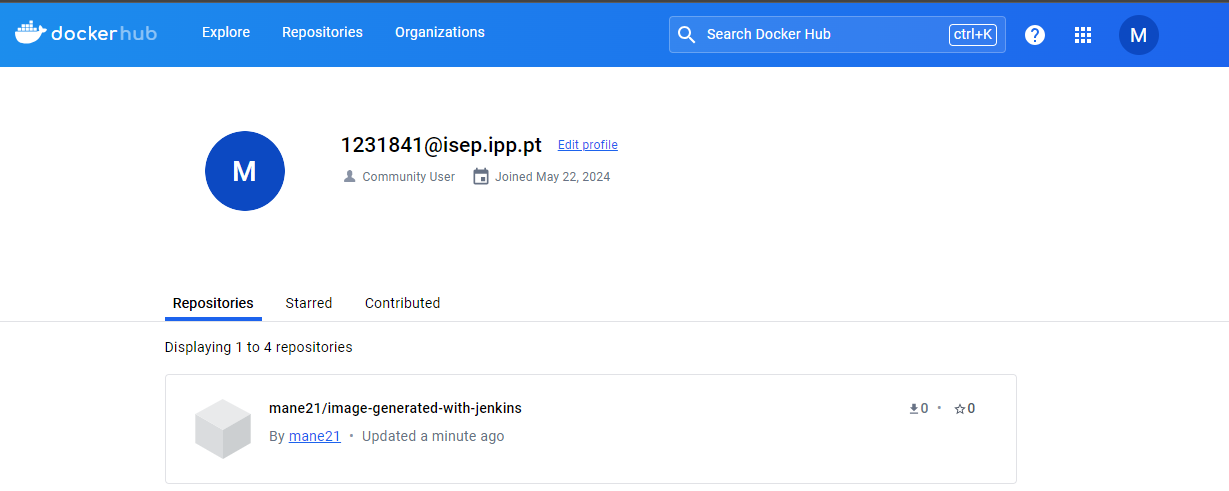 dockerhub Explore Repositories Organizations Search Docker Hub ctrl+K ? M
M
1231841@isep.ipp.pt Edit profile
Community User Joined May 22, 2024
Repositories Starred Contributed
Displaying 1 to 4 repositories
mane21/image-generated-with-jenkins 0 • 0
By mane21 • Updated a minute ago